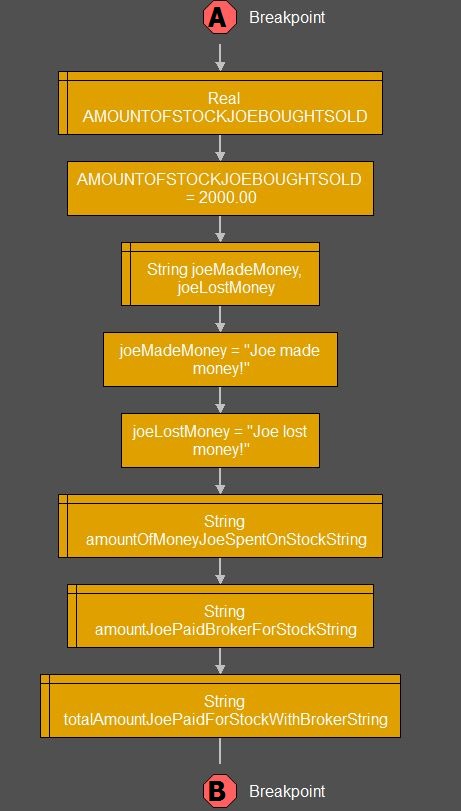 A Breakpoint
Real
AMOUNTOFSTOCKJOEBOUGHTSOLD
AMOUNTOFSTOCKJOEBOUGHTSOLD
= 2000.00
String joeMadeMoney,
joeLostMoney
joeMadeMoney = "Joe made
money!"
joeLostMoney = "Joe lost
money!"
String
amountOfMoneyJoeSpentOnStockString
String
amountJoePaidBrokerForStockString
String
totalAmountJoePaidForStockWithBrokerString
B Breakpoint